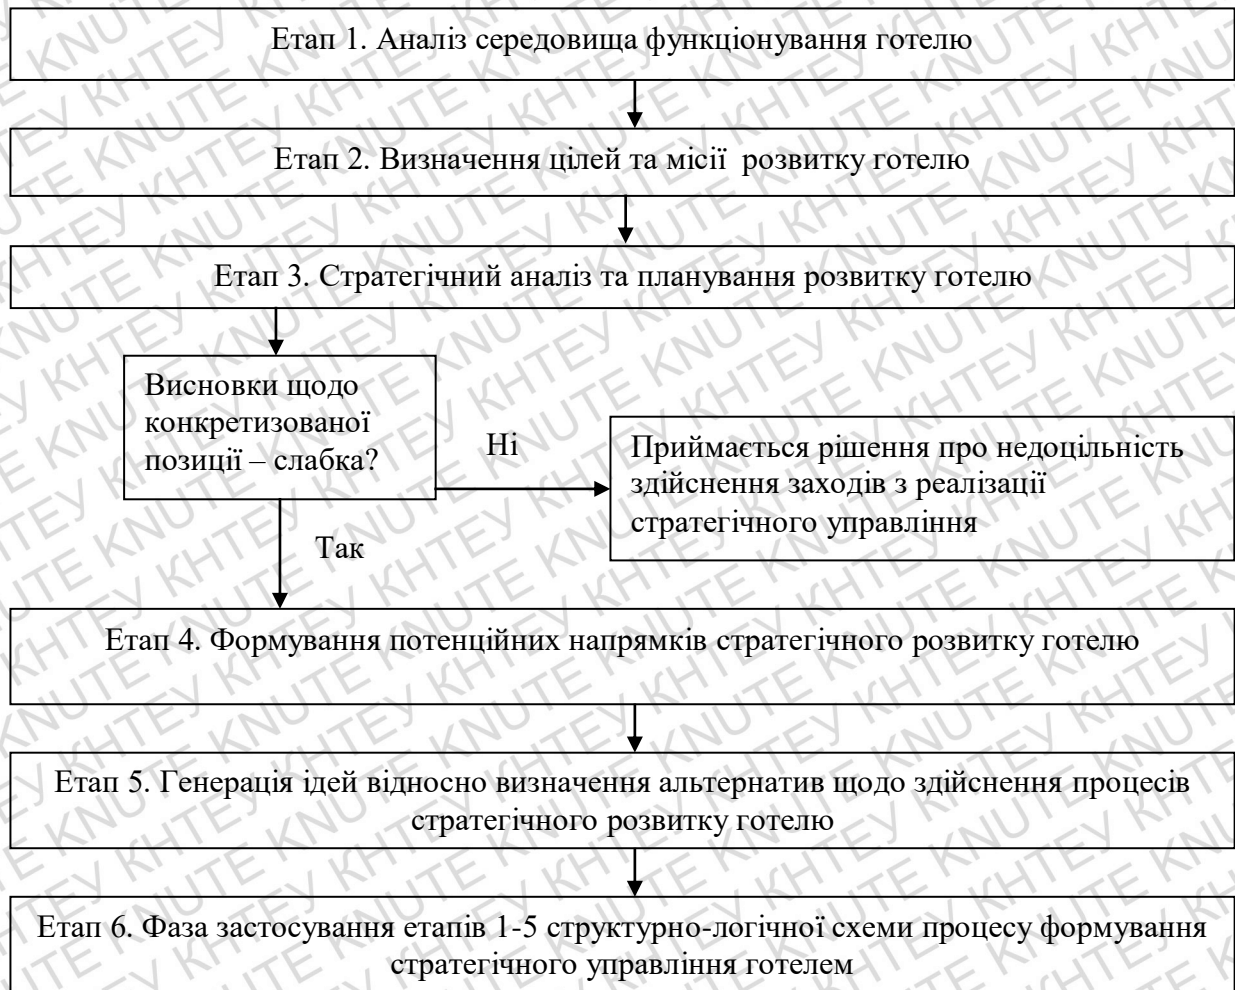 Етап 1. Аналіз середовища функціонування готелю
Етап 2. Визначення цілей та місії розвитку готелю
Етап 3. Стратегічний аналіз та планування розвитку готелю
Висновки щодо
конкретизованої
позиції – слабка?
Ні
Приймається рішення про недоцільність
здійснення заходів з реалізації
стратегічного управління
Так
Етап 4. Формування потенційних напрямків стратегічного розвитку готелю
Етап 5. Генерація ідей відносно визначення альтернатив щодо здійснення процесів
стратегічного розвитку готелю
Етап 6. Фаза застосування етапів 1-5 структурно-логічної схеми процесу формування
стратегічного управління готелем